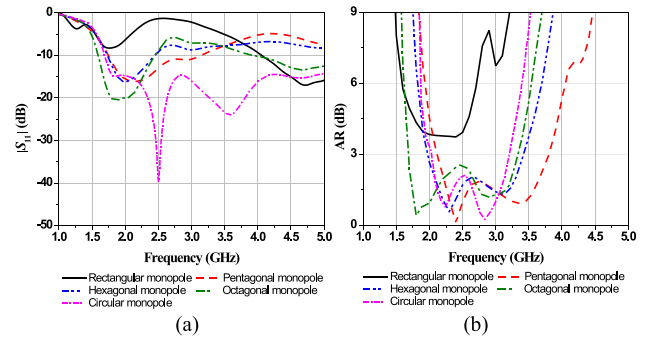 0
-10
-20
-30
-40
-50
|S11| (dB)
1.0 1.5 2.0 2.5 3.0 3.5 4.0 4.5 5.0
Frequency (GHz)
Rectangular monopole Pentagonal monopole
Hexagonal monopole Octagonal monopole
Circular monopole
(a)
9
6
3
0
AR (dB)
1.0 1.5 2.0 2.5 3.0 3.5 4.0 4.5 5.0
Frequency (GHz)
Rectangular monopole Pentagonal monopole
Hexagonal monopole Octagonal monopole
Circular monopole
(b)